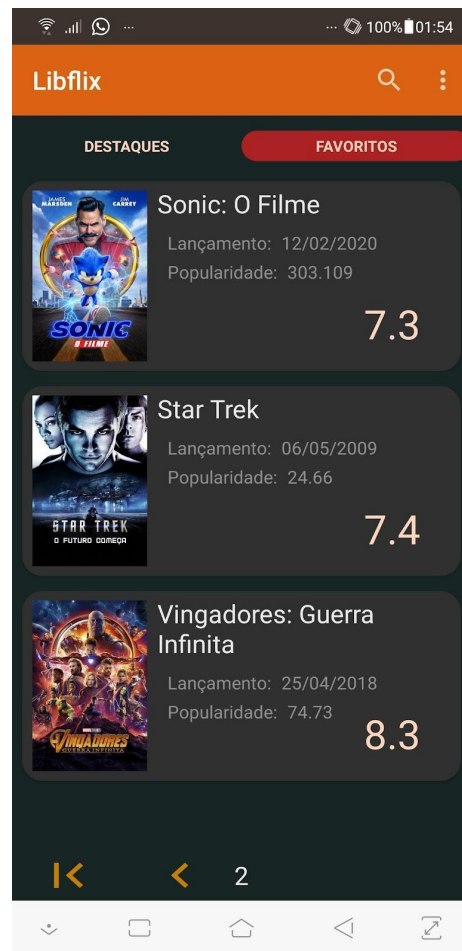 ... ... 100% 01:54
Libflix
DESTAQUES FAVORITOS
JAMES MARSDEN JIM CARREY
SONIC
O FILME
Sonic: O Filme
Lançamento: 12/02/2020
Popularidade: 303.109
7.3
STAR TREK
O FUTURO COMEÇA
Star Trek
Lançamento: 06/05/2009
Popularidade: 24.66
7.4
VINGADORES
GUERRA INFINITA
Vingadores: Guerra
Infinita
Lançamento: 25/04/2018
Popularidade: 74.73
8.3
2